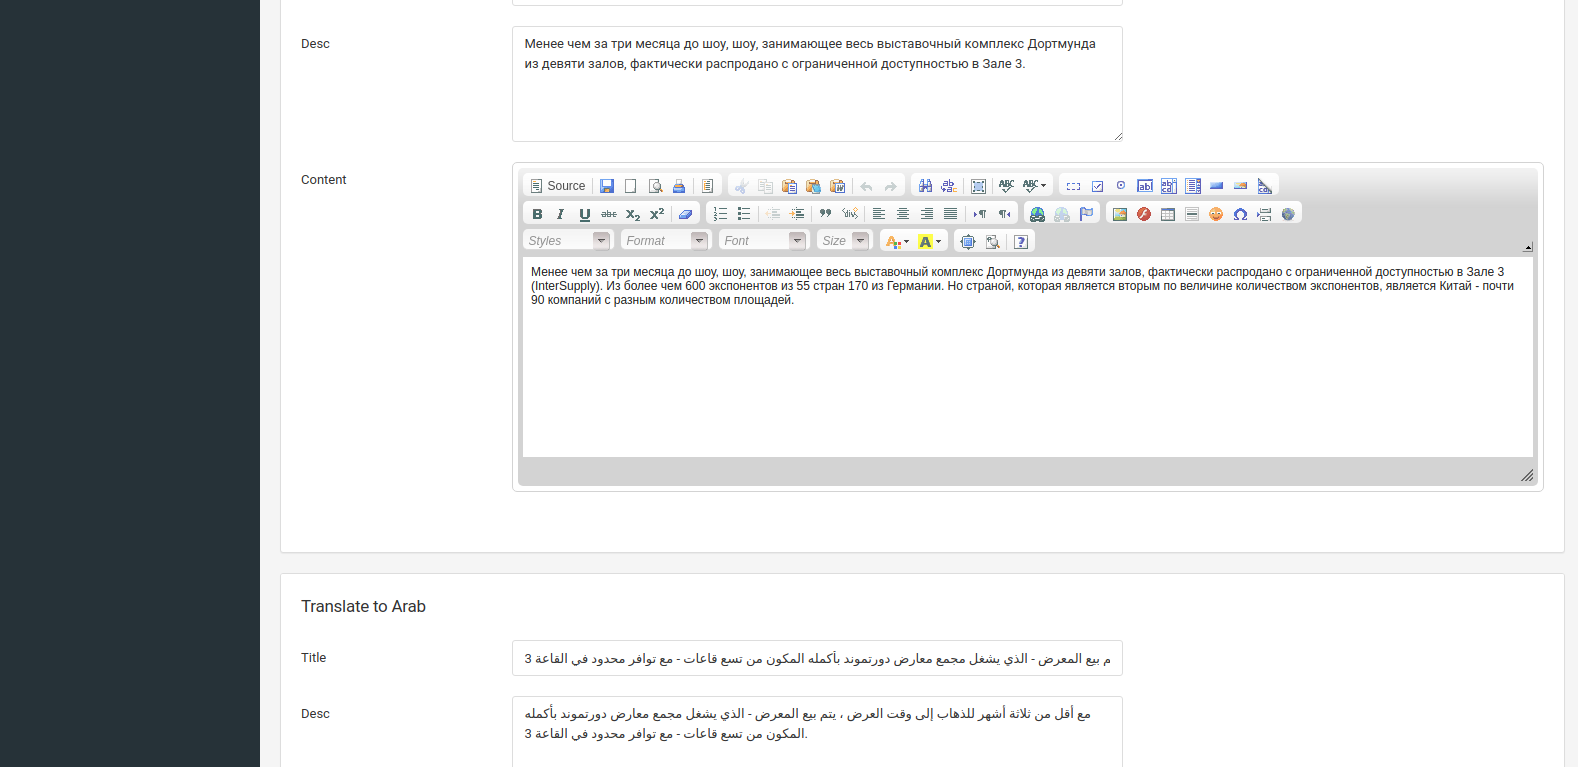 Desc
Менее чем за три месяца до шоу, шоу, занимающее весь выставочный комплекс Дортмунда
из девяти залов, фактически распродано с ограниченной доступностью в Зале 3.
Content
Source
Styles
Format
Font
Size
Менее чем за три месяца до шоу, шоу, занимающее весь выставочный комплекс Дортмунда из девяти залов, фактически распродано с ограниченной доступностью в Зале 3
(InterSupply). Из более чем 600 экспонентов из 55 стран 170 из Германии. Но страной, которая является вторым по величине количеством экспонентов, является Китай - почти
90 компаний с разным количеством площадей.
Translate to Arab
Title
م بيع المعرض - الذي يشغل مجمع معارض دورتموند بأكمله المكون من تسع قاعات - مع توافر محدود في القاعة 3
Desc
مع أقل من ثلاثة أشهر للذهاب إلى وقت العرض ، يتم بيع المعرض - الذي يشغل مجمع معارض دورتموند بأكمله
المكون من تسع قاعات - مع توافر محدود في القاعة 3.